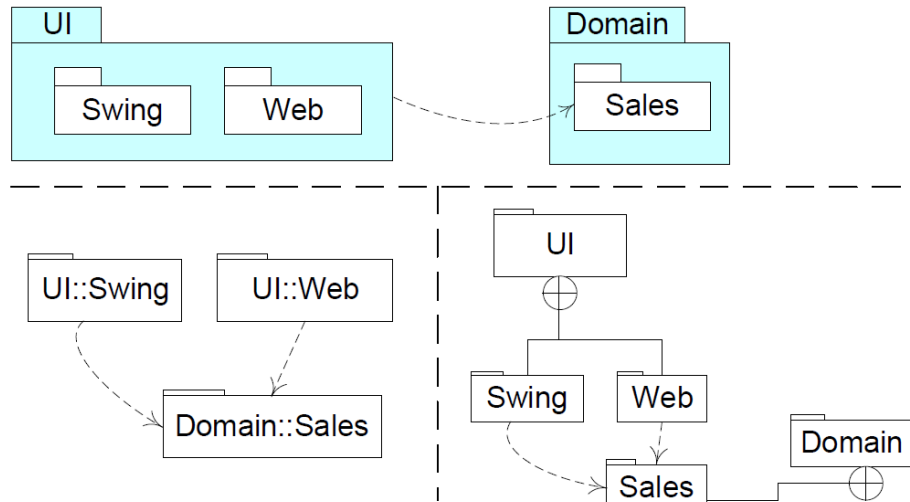 UI
Domain
Swing
Web
Sales
UI::Swing
UI::Web
Domain::Sales
UI
Swing
Web
Domain
Sales